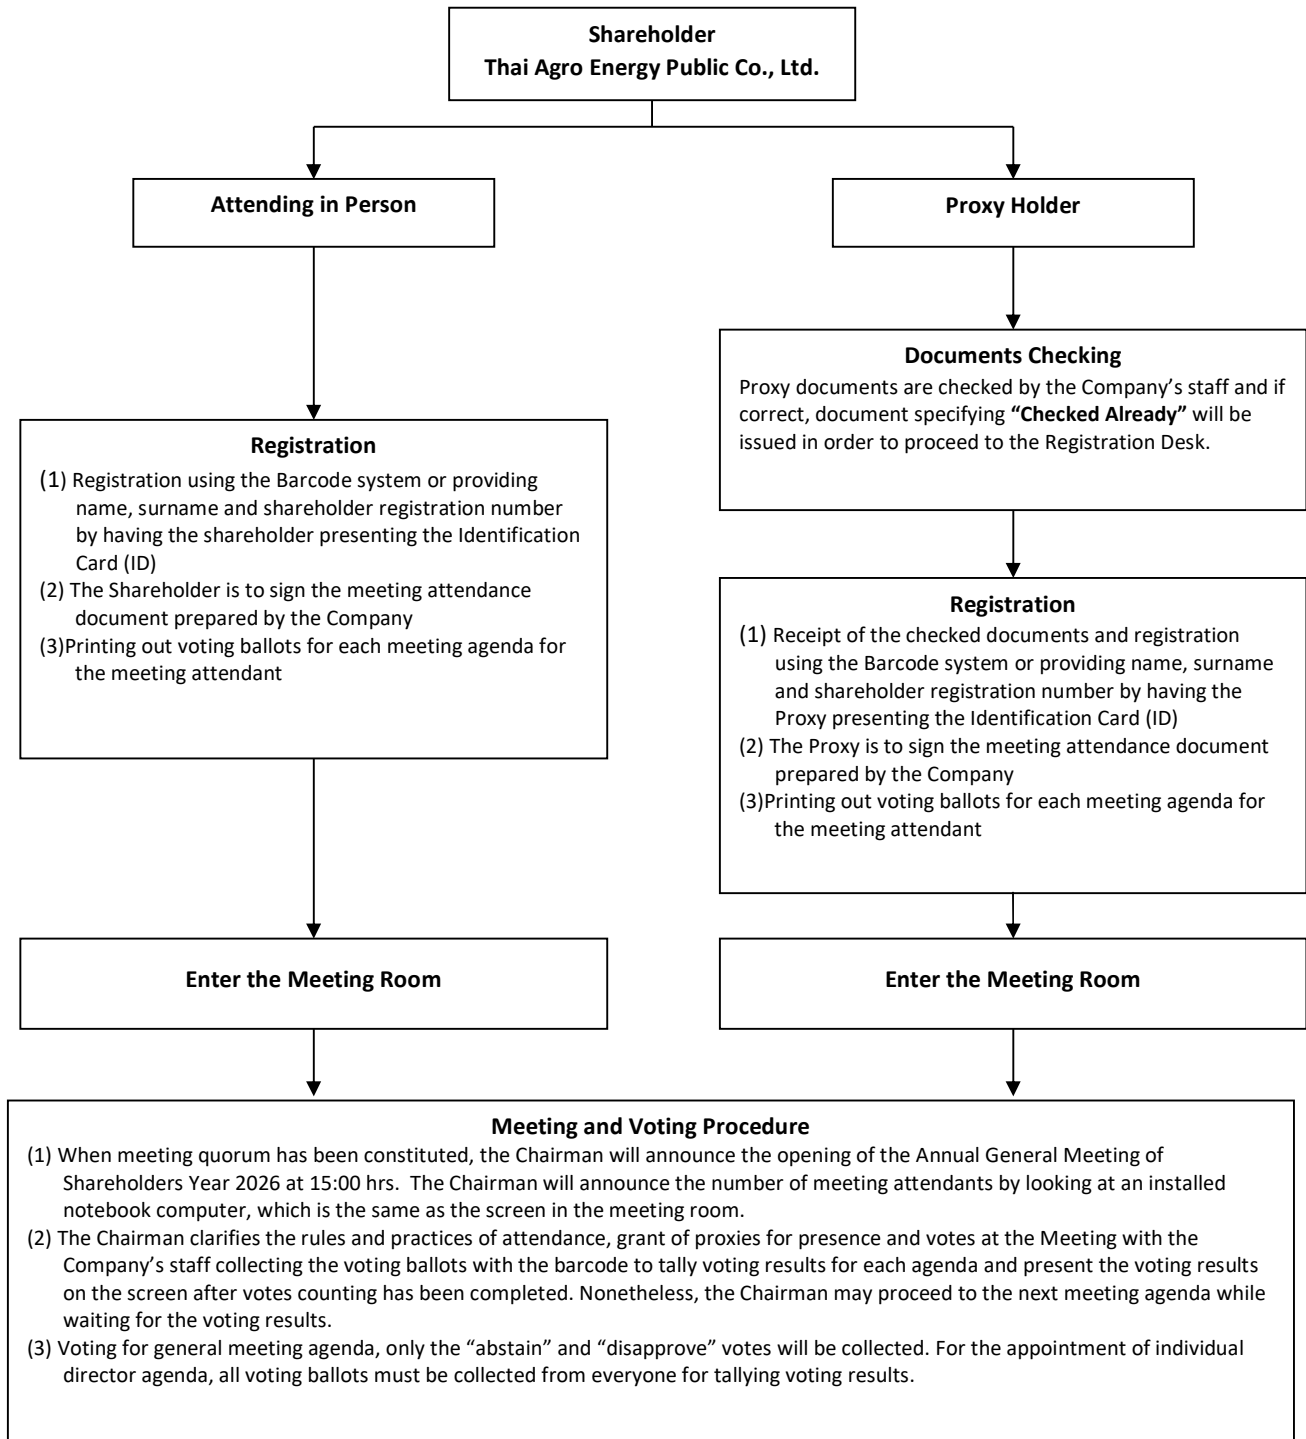 Shareholder
Thai Agro Energy Public Co., Ltd.
Attending in Person
Proxy Holder
Documents Checking
Proxy documents are checked by the Company’s staff and if
correct, document specifying “Checked Already” will be
issued in order to proceed to the Registration Desk.
Registration
(1) Registration using the Barcode system or providing
name, surname and shareholder registration number
by having the shareholder presenting the Identification
Card (ID)
(2) The Shareholder is to sign the meeting attendance
document prepared by the Company
(3)Printing out voting ballots for each meeting agenda for
the meeting attendant
Registration
(1) Receipt of the checked documents and registration
using the Barcode system or providing name, surname
and shareholder registration number by having the
Proxy presenting the Identification Card (ID)
(2) The Proxy is to sign the meeting attendance document
prepared by the Company
(3)Printing out voting ballots for each meeting agenda for
the meeting attendant
Enter the Meeting Room
Enter the Meeting Room
Meeting and Voting Procedure
(1) When meeting quorum has been constituted, the Chairman will announce the opening of the Annual General Meeting of
Shareholders Year 2026 at 15:00 hrs.  The Chairman will announce the number of meeting attendants by looking at an installed
notebook computer, which is the same as the screen in the meeting room.
(2) The Chairman clarifies the rules and practices of attendance, grant of proxies for presence and votes at the Meeting with the
Company’s staff collecting the voting ballots with the barcode to tally voting results for each agenda and present the voting results
on the screen after votes counting has been completed. Nonetheless, the Chairman may proceed to the next meeting agenda while
waiting for the voting results.
(3) Voting for general meeting agenda, only the “abstain” and “disapprove” votes will be collected. For the appointment of individual
director agenda, all voting ballots must be collected from everyone for tallying voting results.